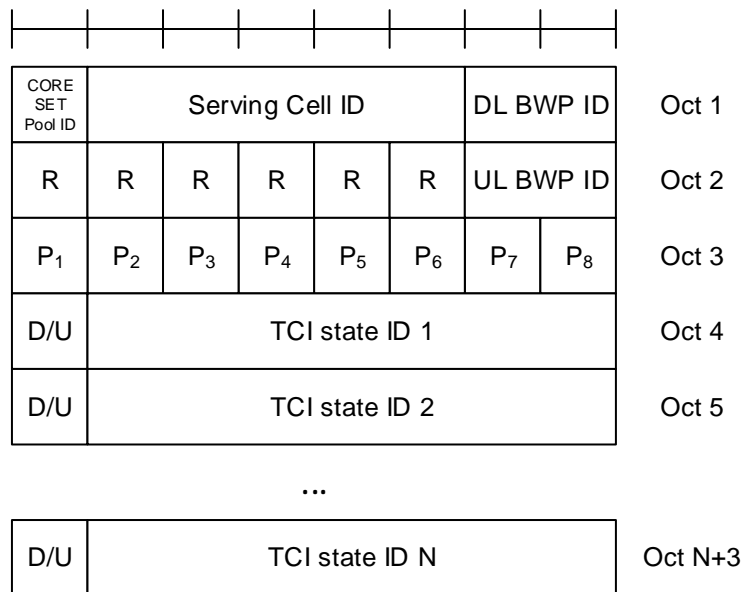 CORE
SET
Pool ID
Serving Cell ID
DL BWP ID
Oct 1
R R R R R R UL BWP ID Oct 2
P1 P2 P3 P4 P5 P6 P7 P8 Oct 3
D/U TCI state ID 1 Oct 4
D/U TCI state ID 2 Oct 5
...
D/U TCI state ID N Oct N+3